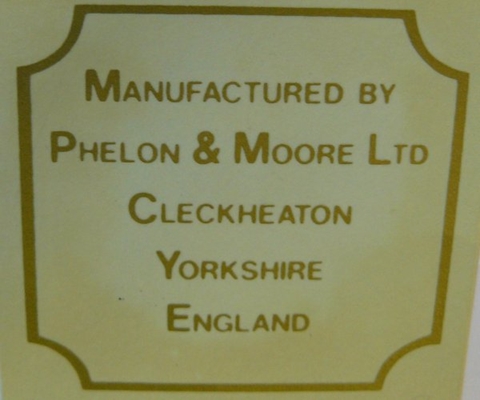 Manufactured by
Phelon & Moore Ltd
Cleckheaton
Yorkshire
England